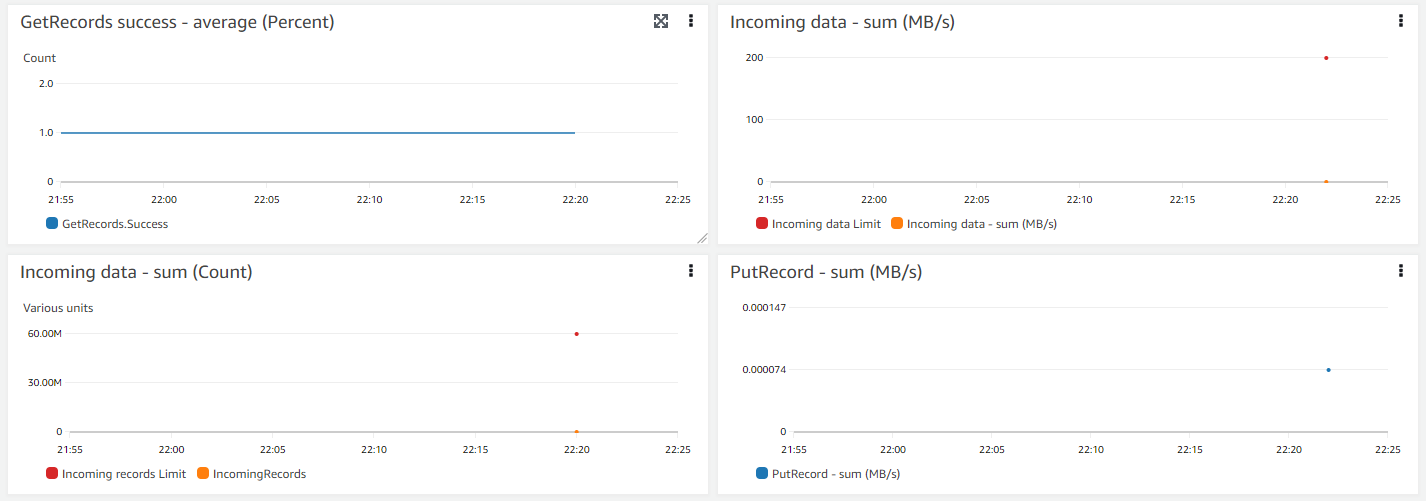 GetRecords success - average (Percent)
Count
2.0
1.0
0
21:55 22:00 22:05 22:10 22:15 22:20 22:25
GetRecords.Success
Incoming data - sum (MB/s)
200
100
0
21:55 22:00 22:05 22:10 22:15 22:20 22:25
Incoming data Limit Incoming data - sum (MB/s)
Incoming data - sum (Count)
Various units
60.00M
30.00M
0
21:55 22:00 22:05 22:10 22:15 22:20 22:25
Incoming records Limit IncomingRecords
PutRecord - sum (MB/s)
0.000147
0.000074
0
21:55 22:00 22:05 22:10 22:15 22:20 22:25
PutRecord - sum (MB/s)